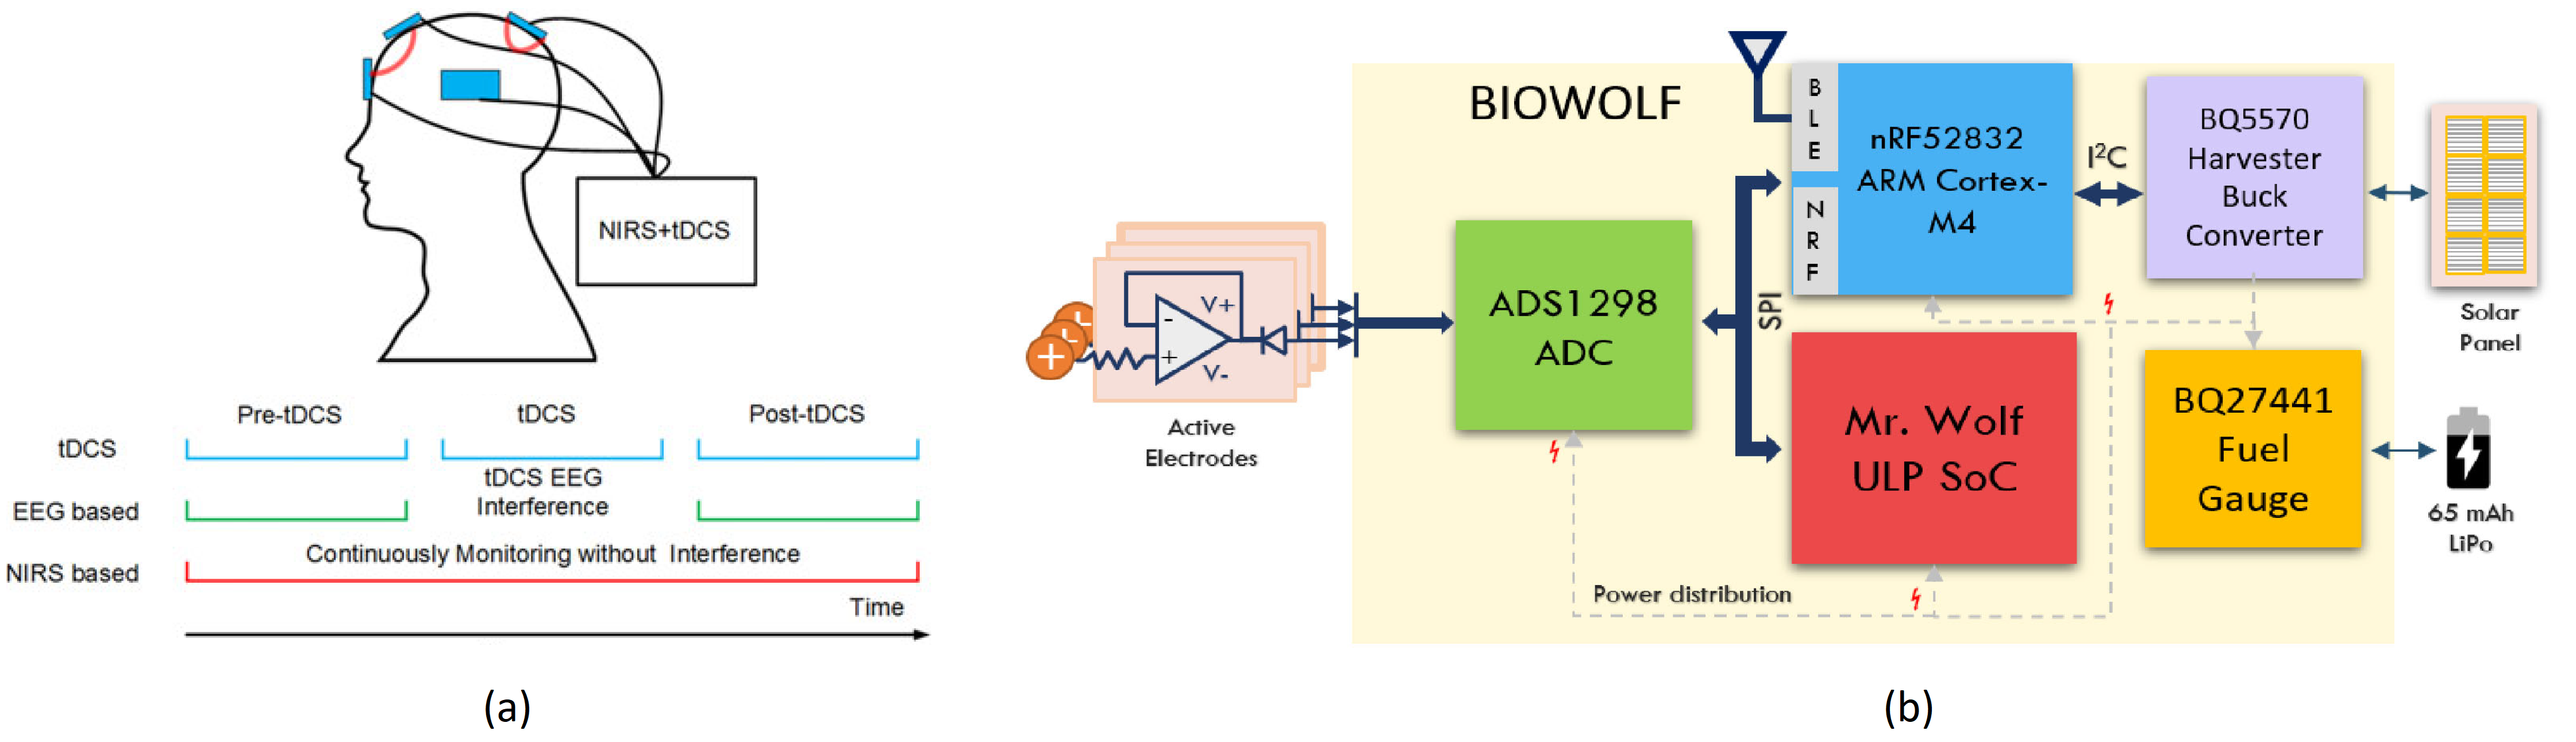 NIRS+tDCS
Pre-tDCS
tDCS
Post-tDCS
tDCS
tDCS EEG
Interference
EEG based
Continuously Monitoring without Interference
NIRS based
Time
(a)
BIOWOLF
B
L
E
N
R
F
nRF52832
ARM Cortex-
M4
I²C
BQ5570
Harvester
Buck
Converter
Solar
Panel
V+
-
+
V-
+
+
+
Active
Electrodes
ADS1298
ADC
SPI
Mr. Wolf
ULP SoC
BQ27441
Fuel
Gauge
65 mAh
LiPo
Power distribution
(b)